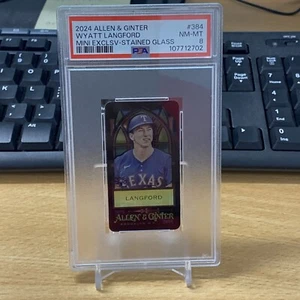 2024 ALLEN & GINTER #384
WYATT LANGFORD NM-MT
MINI EXCLSV-STAINED GLASS 8
PSA 107712702
TEXAS
LANGFORD
ALLEN & GINTER